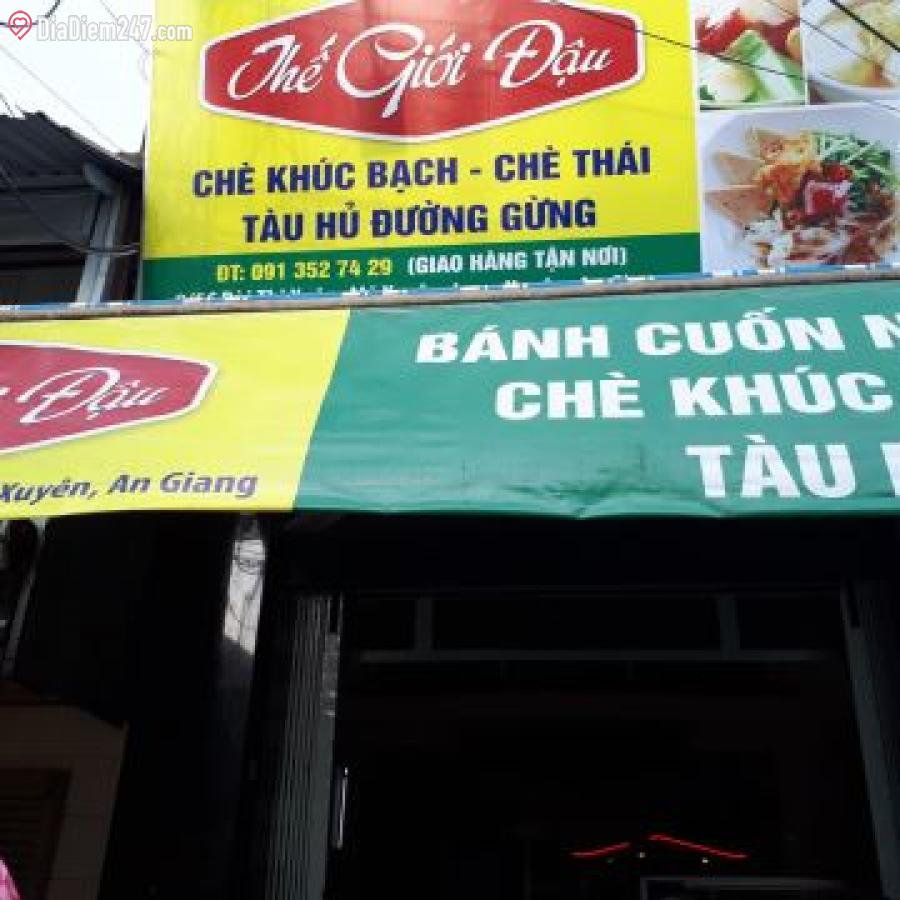 DiaDiem247.com
Thế Giới Đậu
CHÈ KHÚC BẠCH - CHÈ THÁI
TÀU HỦ ĐƯỜNG GỪNG
ĐT: 091 352 74 29 (GIAO HÀNG TẬN NƠI)
Đậu
Xuyên, An Giang
BÁNH CUỐN N
CHÈ KHÚC
TÀU